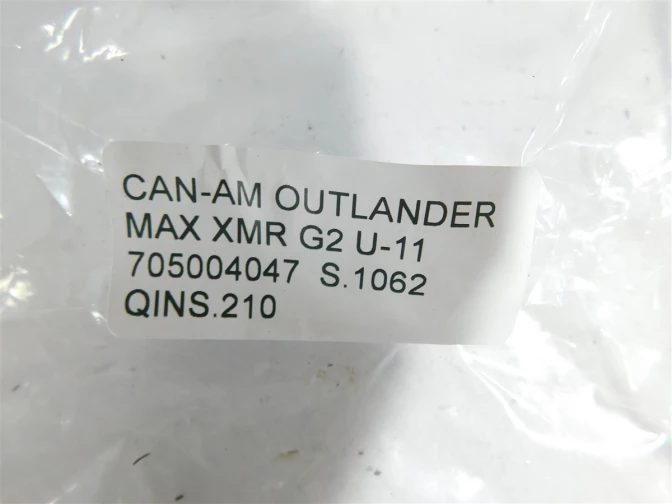 CAN-AM OUTLANDER
MAX XMR G2 U-11
705004047 S.1062
QINS.210